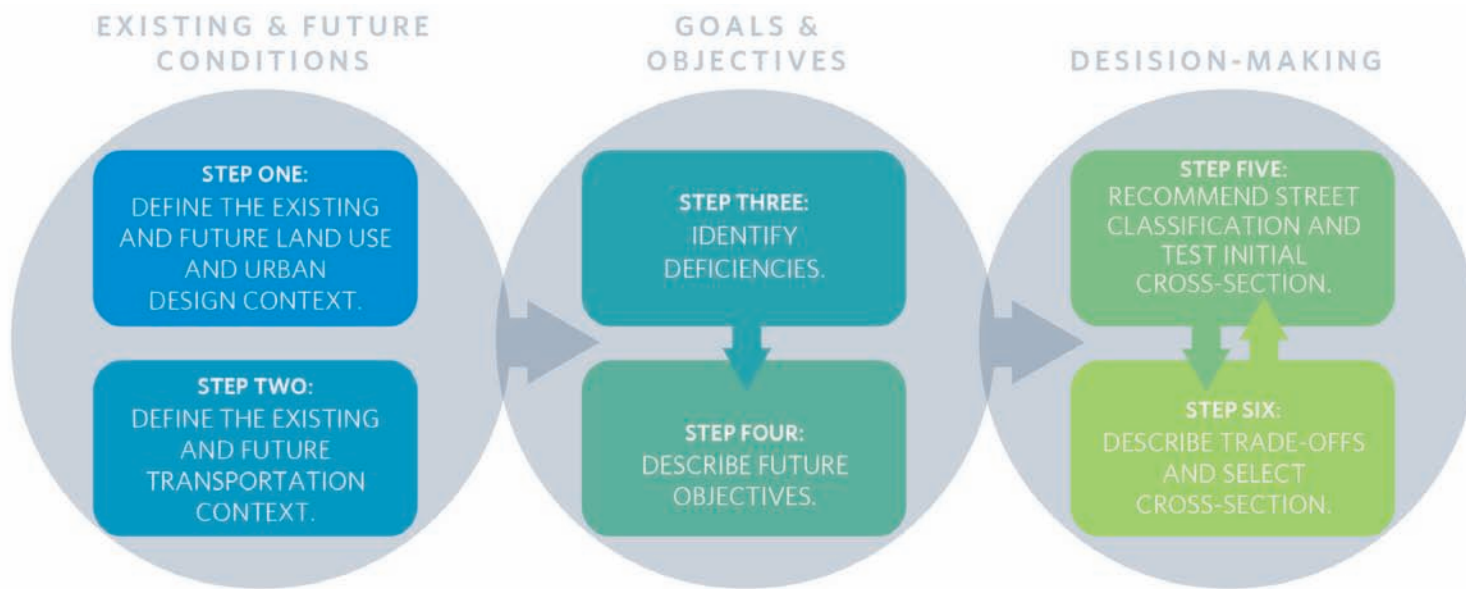 EXISTING & FUTURE
CONDITIONS
STEP ONE:
DEFINE THE EXISTING
AND FUTURE LAND USE
AND URBAN
DESIGN CONTEXT.
STEP TWO:
DEFINE THE EXISTING
AND FUTURE
TRANSPORTATION
CONTEXT.
GOALS &
OBJECTIVES
STEP THREE:
IDENTIFY
DEFICIENCIES.
STEP FOUR:
DESCRIBE FUTURE
OBJECTIVES.
DESISION-MAKING
STEP FIVE:
RECOMMEND STREET
CLASSIFICATION AND
TEST INITIAL
CROSS-SECTION.
STEP SIX:
DESCRIBE TRADE-OFFS
AND SELECT
CROSS-SECTION.